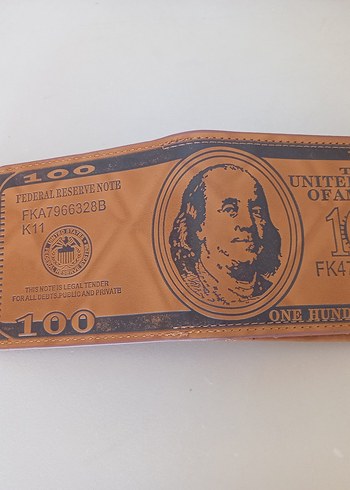 100
FEDERAL RESERVE NOTE
FKA7966328B
K11
THIS NOTE IS LEGAL TENDER
FOR ALL DEBTS, PUBLIC AND PRIVATE
100
UNITED
OF AM
FK47
ONE HUND